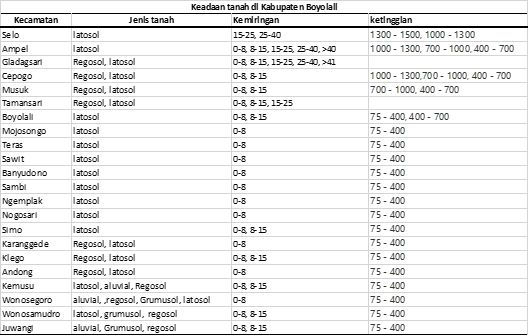 Keadaan tanah di Kabupaten Boyolali
Kecamatan Jenis tanah Kemiringan ketinggian
Selo latosol 15-25, 25-40 1300 - 1500, 1000 - 1300
Ampel latosol 0-8, 8-15, 15-25, 25-40, >40 1000 - 1300, 700 - 1000, 400 - 700
Gladagsari Regosol, latosol 0-8, 8-15, 15-25, 25-40, >41
Cepogo Regosol, latosol 0-8, 8-15 1000 - 1300,700 - 1000, 400 - 700
Musuk Regosol, latosol 0-8, 8-15 700 - 1000, 400 - 700
Tamansari Regosol, latosol 0-8, 8-15, 15-25
Boyolali latosol 0-8, 8-15 75 - 400, 400 - 700
Mojosongo latosol 0-8 75 - 400
Teras latosol 0-8 75 - 400
Sawit latosol 0-8 75 - 400
Banyudono latosol 0-8 75 - 400
Sambi latosol 0-8 75 - 400
Ngemplak latosol 0-8 75 - 400
Nogosari latosol 0-8 75 - 400
Simo latosol 0-8, 8-15 75 - 400
Karanggede Regosol, latosol 0-8 75 - 400
Klego Regosol, latosol 0-8, 8-15 75 - 400
Andong Regosol, latosol 0-8 75 - 400
Kemusu latosol, aluvial, Regosol 0-8, 8-15 75 - 400
Wonosegoro aluvial, ,regosol, Grumusol, latosol 0-8 75 - 400
Wonosamudro latosol, grumusol, regosol 0-8, 8-15 75 - 400
Juwangi aluvial, Grumusol, regosol 0-8, 8-15 75 - 400